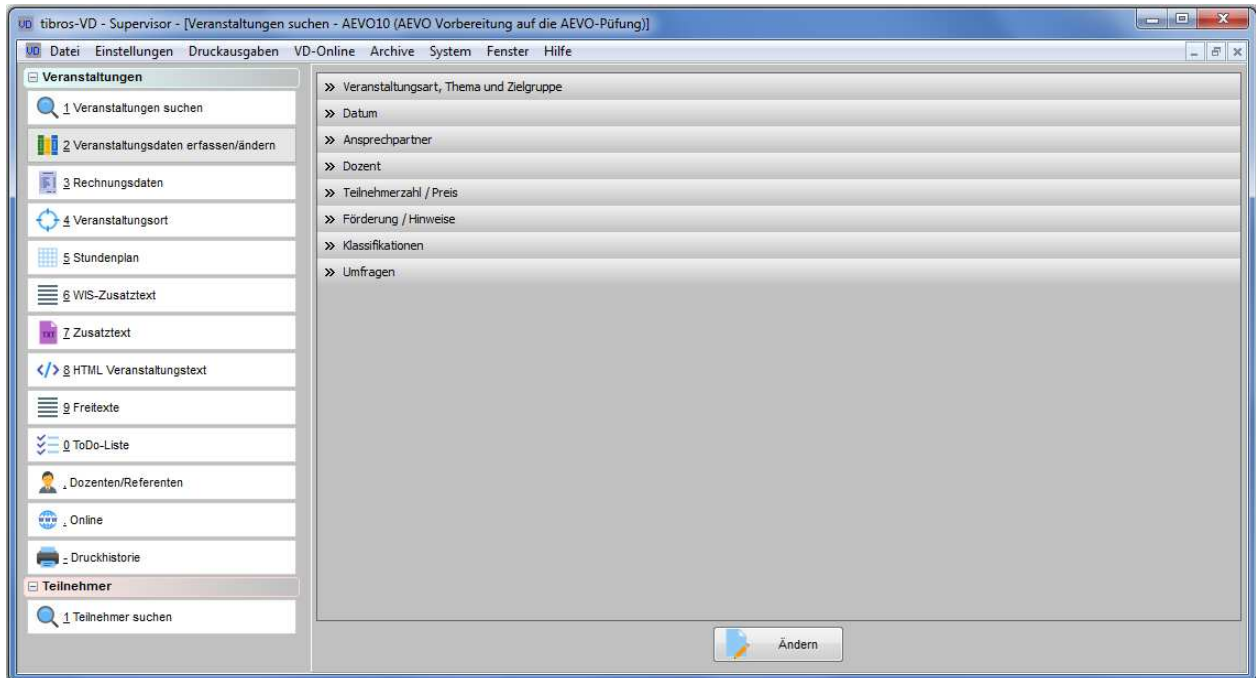 VD tibros-VD - Supervisor - [Veranstaltungen suchen - AEVO10 (AEVO Vorbereitung auf die AEVO-Püfung)]
VD Datei Einstellungen Druckausgaben VD-Online Archive System Fenster Hilfe
Veranstaltungen
1 Veranstaltungen suchen
2 Veranstaltungsdaten erfassen/ändern
3 Rechnungsdaten
4 Veranstaltungsort
5 Stundenplan
6 WIS-Zusatztext
TXT 7 Zusatztext
</> 8 HTML Veranstaltungstext
9 Freitexte
0 ToDo-Liste
. Dozenten/Referenten
www . Online
- Druckhistorie
Teilnehmer
1 Teilnehmer suchen
» Veranstaltungsart, Thema und Zielgruppe
» Datum
» Ansprechpartner
» Dozent
» Teilnehmerzahl / Preis
» Förderung / Hinweise
» Klassifikationen
» Umfragen
Ändern